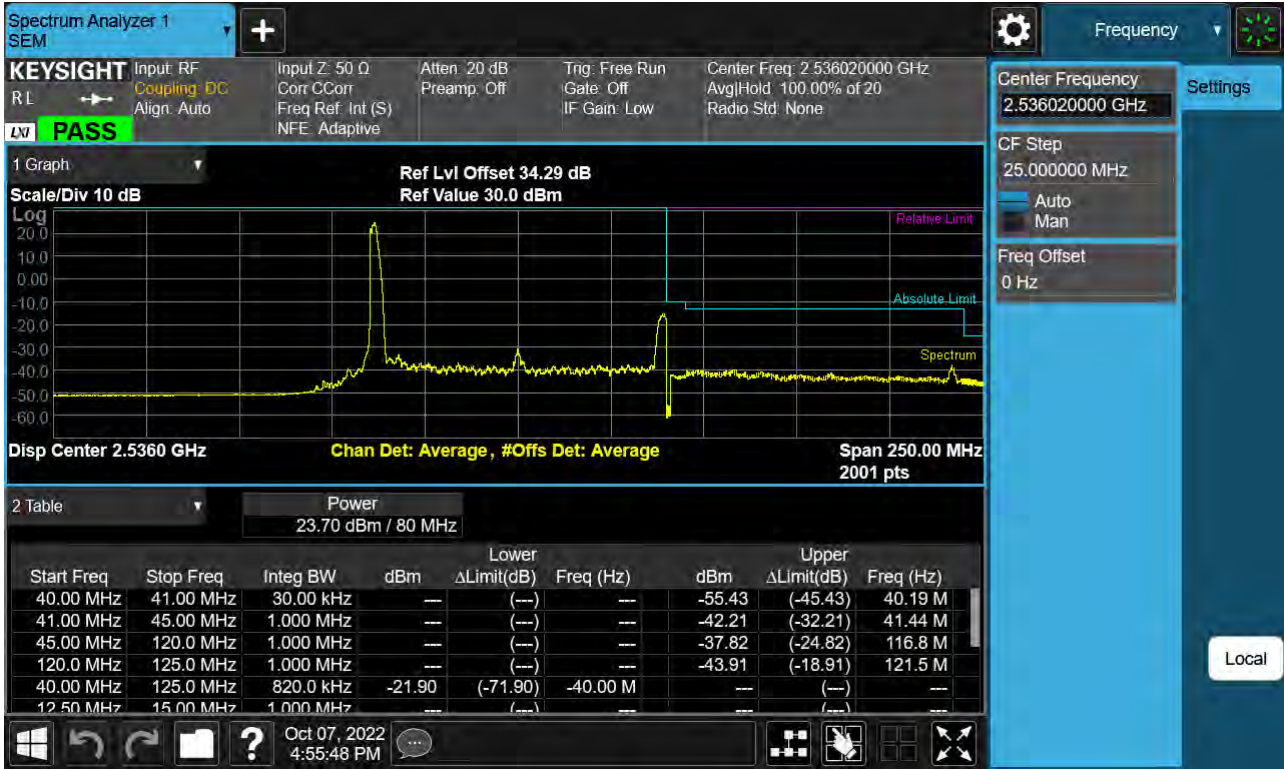 Spectrum Analyzer 1
SEM
+
Frequency
KEYSIGHT
R L
LXI
PASS
Input: RF
Coupling: DC
Align: Auto
Input Z: 50 Ω
Corr CCorr
Freq Ref: Int (S)
NFE: Adaptive
Atten: 20 dB
Preamp: Off
Trig: Free Run
Gate: Off
IF Gain: Low
Center Freq: 2.536020000 GHz
Avg|Hold: 100.00% of 20
Radio Std: None
Center Frequency
2.536020000 GHz
Settings
CF Step
25.000000 MHz
Auto
Man
Freq Offset
0 Hz
Local
1 Graph
Scale/Div 10 dB
Ref Lvl Offset 34.29 dB
Ref Value 30.0 dBm
Log
20.0
10.0
0.00
-10.0
-20.0
-30.0
-40.0
-50.0
-60.0
Relative Limit
Absolute Limit
Spectrum
Disp Center 2.5360 GHz
Chan Det: Average , #Offs Det: Average
Span 250.00 MHz
2001 pts
2 Table
Power
23.70 dBm / 80 MHz
Lower Upper
Start Freq Stop Freq Integ BW dBm ΔLimit(dB) Freq (Hz) dBm ΔLimit(dB) Freq (Hz)
40.00 MHz 41.00 MHz 30.00 kHz --- (---) --- -55.43 (-45.43) 40.19 M
41.00 MHz 45.00 MHz 1.000 MHz --- (---) --- -42.21 (-32.21) 41.44 M
45.00 MHz 120.0 MHz 1.000 MHz --- (---) --- -37.82 (-24.82) 116.8 M
120.0 MHz 125.0 MHz 1.000 MHz --- (---) --- -43.91 (-18.91) 121.5 M
40.00 MHz 125.0 MHz 820.0 kHz -21.90 (-71.90) -40.00 M --- (---) ---
12.50 MHz 15.00 MHz 1.000 MHz --- (---) --- --- (---) ---
?
Oct 07, 2022
4:55:48 PM